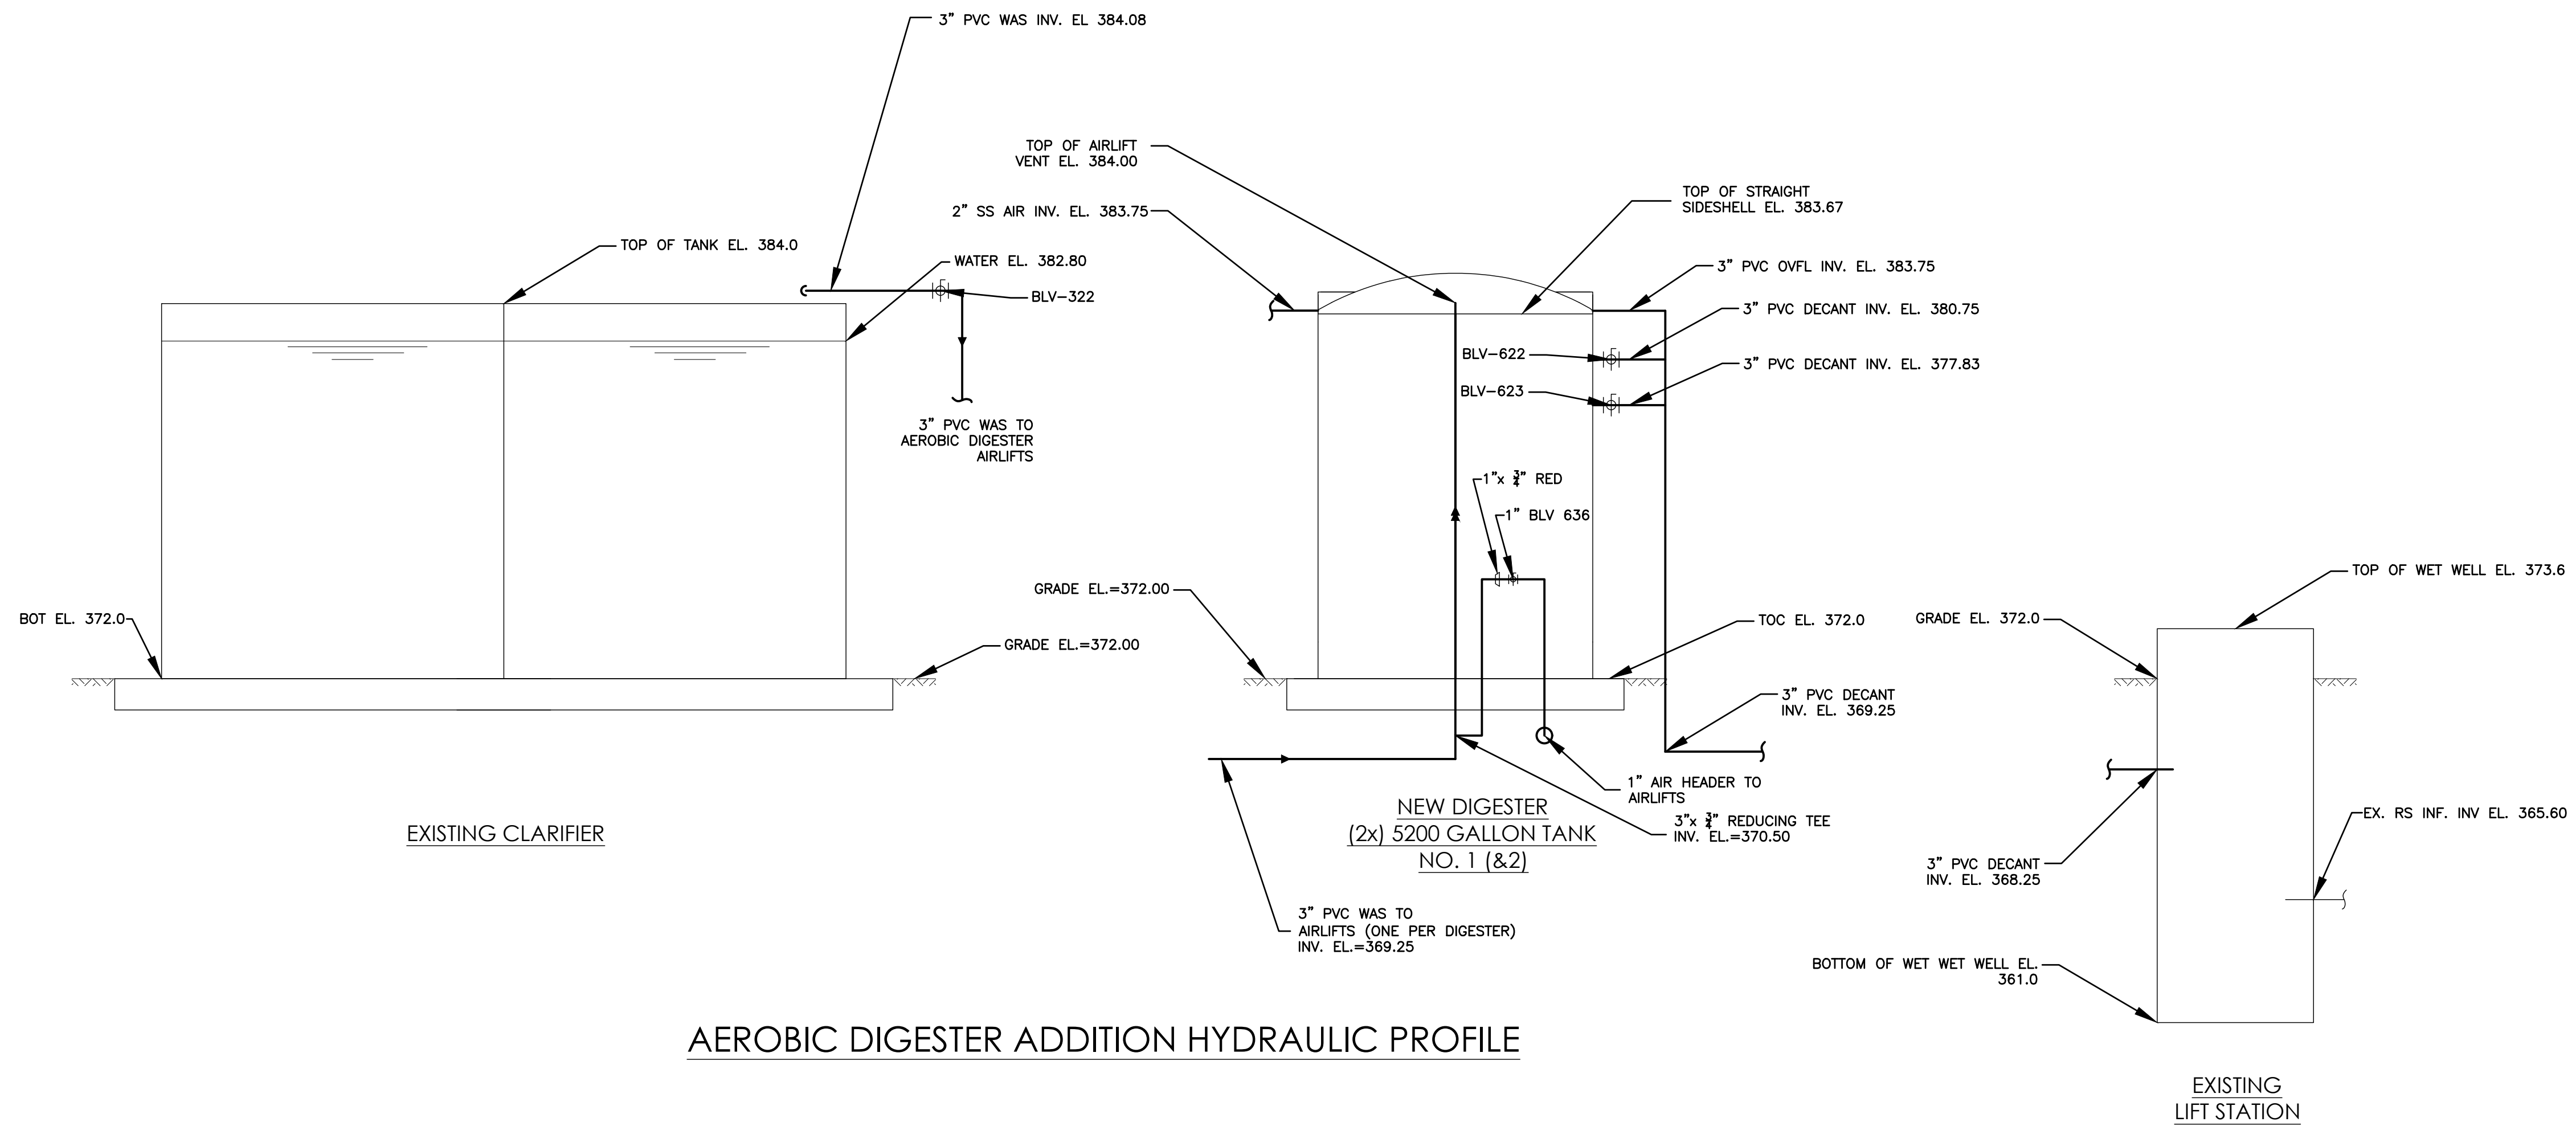 3” PVC WAS INV. EL 384.08
TOP OF TANK EL. 384.0
WATER EL. 382.80
BLV-322
3” PVC WAS TO
AEROBIC DIGESTER
AIRLIFTS
BOT EL. 372.0
GRADE EL.=372.00
EXISTING CLARIFIER
TOP OF AIRLIFT
VENT EL. 384.00
2” SS AIR INV. EL. 383.75
TOP OF STRAIGHT
SIDESHELL EL. 383.67
3” PVC OVFL INV. EL. 383.75
3” PVC DECANT INV. EL. 380.75
BLV-622
3” PVC DECANT INV. EL. 377.83
BLV-623
1”x ¾” RED
1” BLV 636
GRADE EL.=372.00
TOC EL. 372.0
3” PVC DECANT
INV. EL. 369.25
1” AIR HEADER TO
AIRLIFTS
3”x ¾” REDUCING TEE
INV. EL.=370.50
NEW DIGESTER
(2x) 5200 GALLON TANK
NO. 1 (&2)
3” PVC WAS TO
AIRLIFTS (ONE PER DIGESTER)
INV. EL.=369.25
TOP OF WET WELL EL. 373.6
GRADE EL. 372.0
EX. RS INF. INV EL. 365.60
3” PVC DECANT
INV. EL. 368.25
BOTTOM OF WET WET WELL EL.
361.0
EXISTING
LIFT STATION
AEROBIC DIGESTER ADDITION HYDRAULIC PROFILE